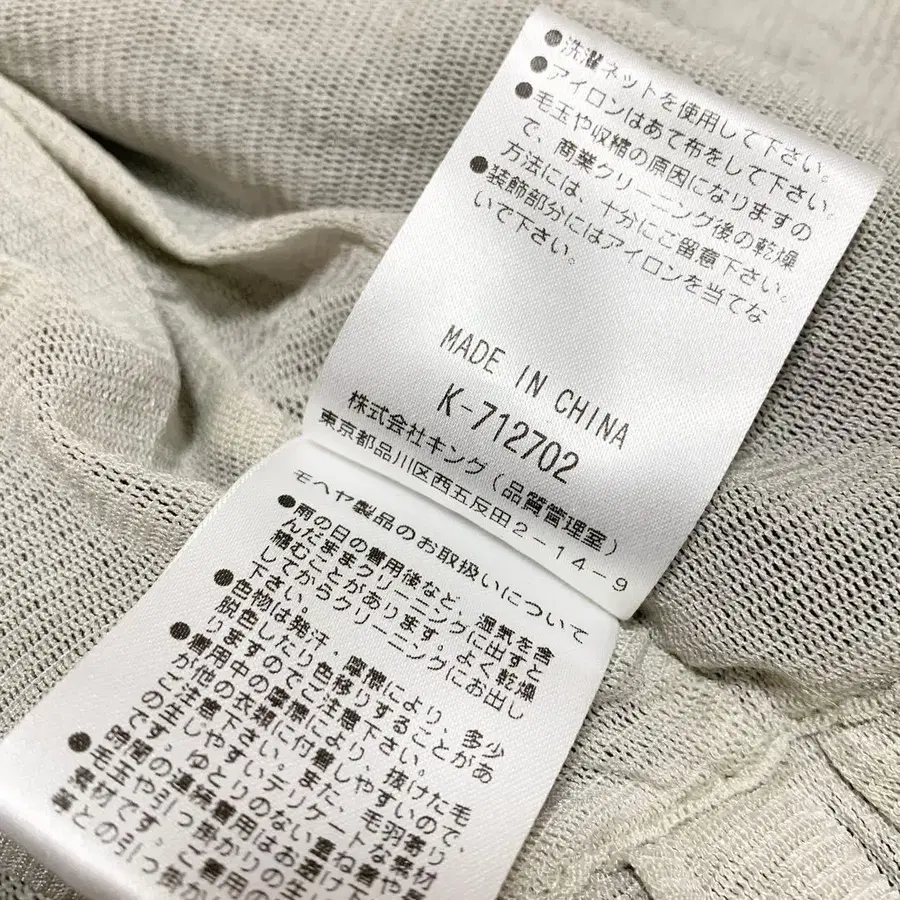 ●洗濯ネットを使用して下さい。
●アイロンはあて布をして下さい。
●毛玉や収縮の原因になりますの
で、商業クリーニング後の乾燥
方法には、十分にご留意下さい。
●装飾部分にはアイロンを当てな
いで下さい。
MADE IN CHINA
K-712702
株式会社キング(品質管理室)
東京都品川区西五反田2-14-9
モヘヤ製品のお取扱いについて
●雨の日の着用後など、湿気を含
んだままクリーニングに出すと
縮むことがあります。よく乾燥
してからクリーニングにお出し
下さい。
●色物は発汗、摩擦により、多少
脱色したり色移りすることがあ
りますのでご注意下さい。
●着用中の摩擦により、抜けた毛
が他の衣類に付着しやすいので、
ご注意下さい。また、毛羽寄り
の生じやすいデリケートな素材
です。ゆとりのない重ね着や
時間の連続着用はお避け下
●毛玉や引っ掛かりの生
素材です。ご着用の
等との引っ掛か